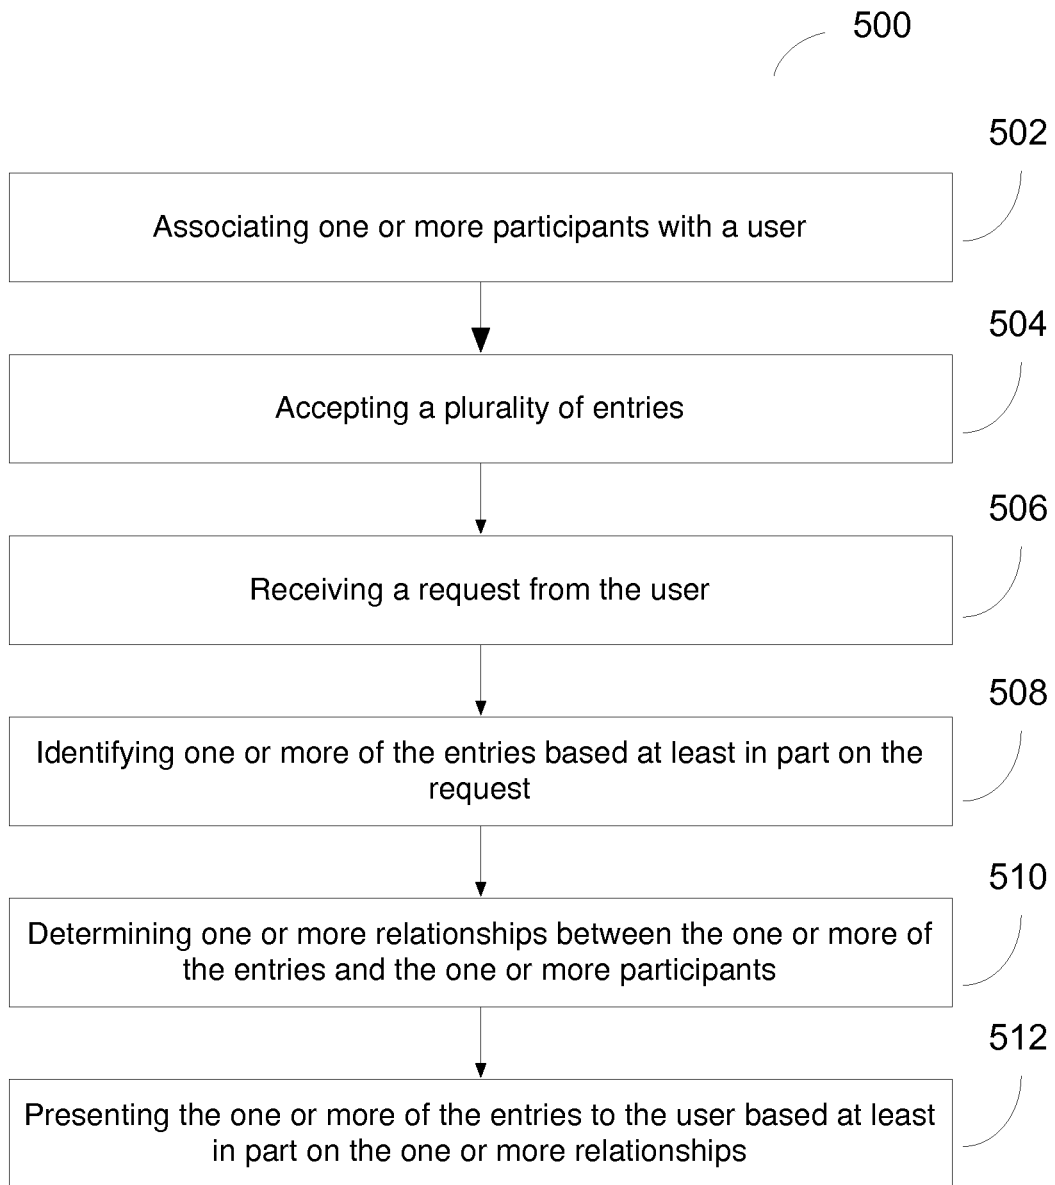 500
502
Associating one or more participants with a user
504
Accepting a plurality of entries
506
Receiving a request from the user
508
Identifying one or more of the entries based at least in part on the
request
510
Determining one or more relationships between the one or more of
the entries and the one or more participants
512
Presenting the one or more of the entries to the user based at least
in part on the one or more relationships